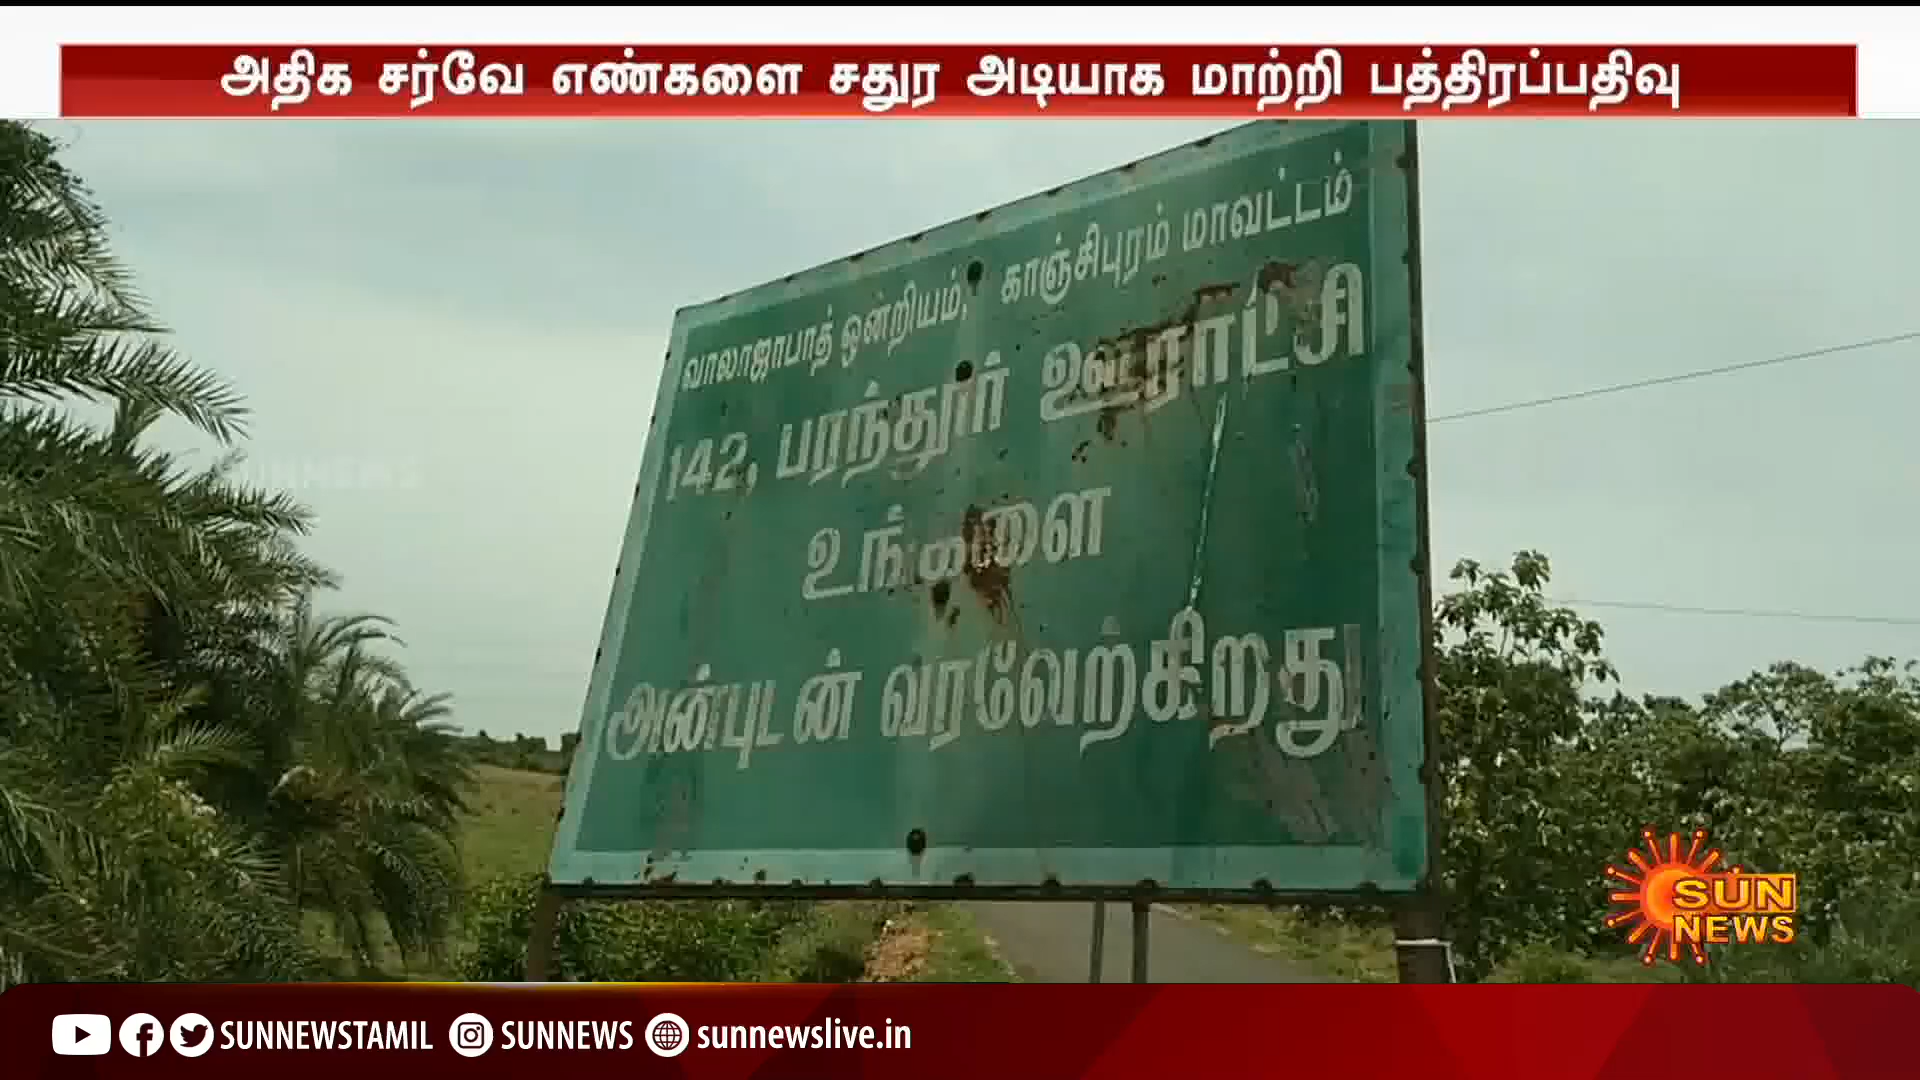 அதிக சர்வே எண்களை சதுர அடியாக மாற்றி பத்திரப்பதிவு
வாலாஜாபாத் ஒன்றியம், காஞ்சிபுரம் மாவட்டம்
142, பரந்தூர் ஊராட்சி
உங்களை
அன்புடன் வரவேற்கிறது
SUNNEWS
SUN
NEWS
SUNNEWSTAMIL SUNNEWS sunnewslive.in